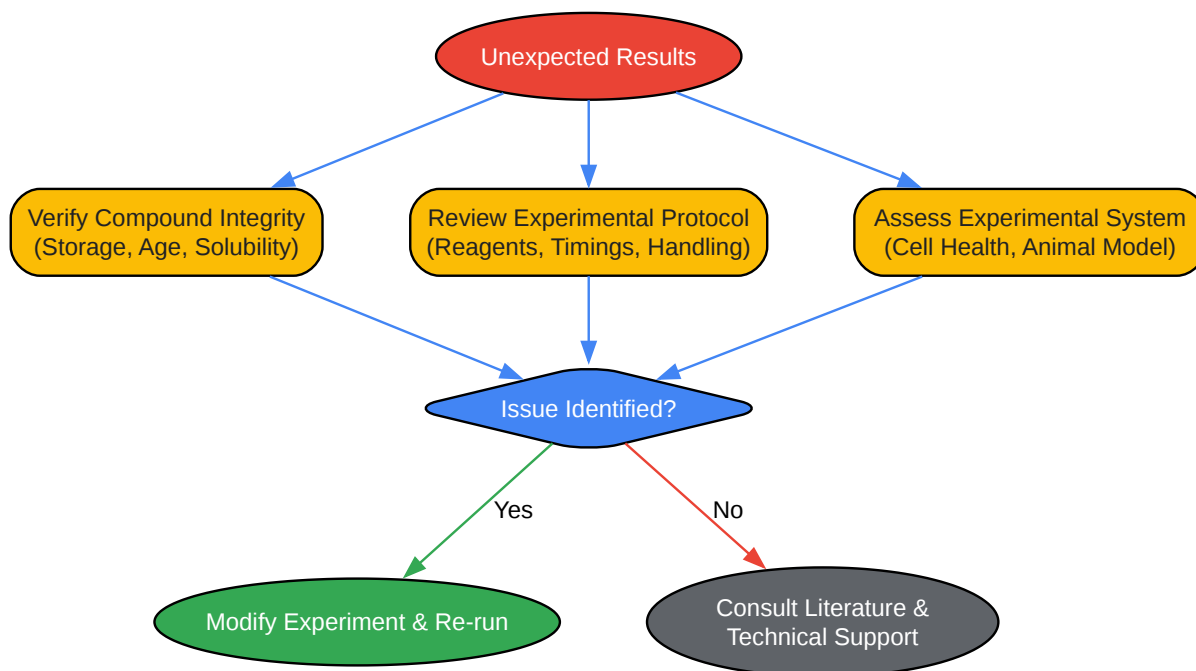 Unexpected Results
Verify Compound Integrity
(Storage, Age, Solubility)
Review Experimental Protocol
(Reagents, Timings, Handling)
Assess Experimental System
(Cell Health, Animal Model)
Issue Identified?
Yes
No
Modify Experiment & Re-run
Consult Literature &
Technical Support